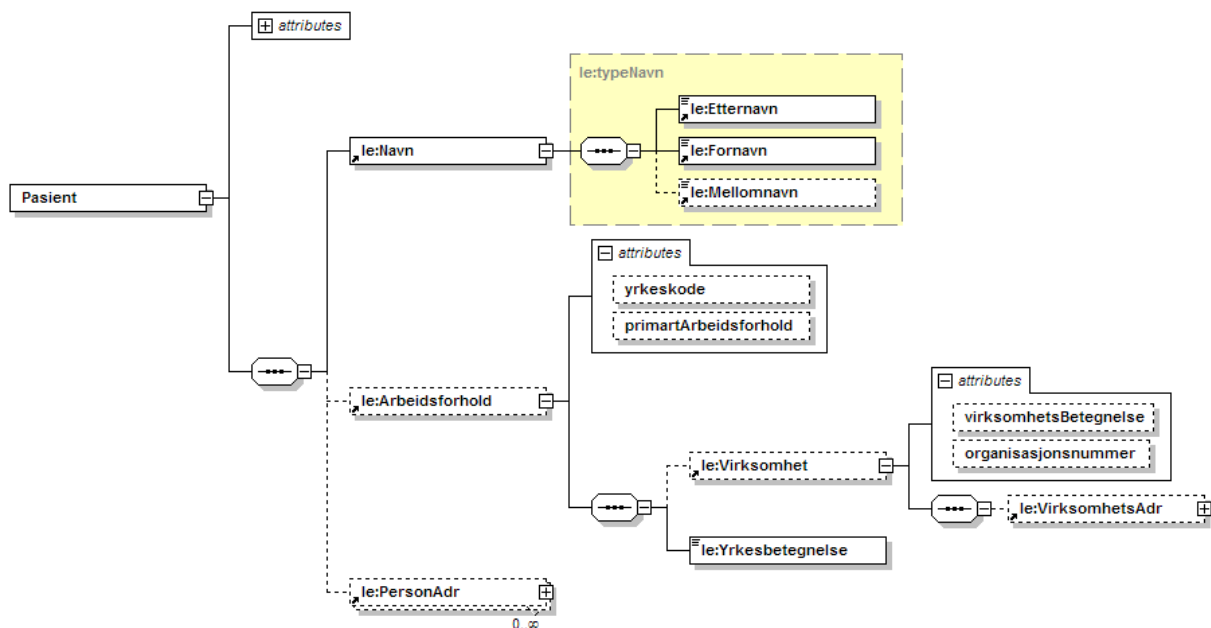 attributes
le:typeNavn
le:Etternavn
le:Navn
le:Fornavn
Pasient
le:Mellomnavn
attributes
yrkeskode
primartArbeidsforhold
le:Arbeidsforhold
attributes
virksomhetsBetegnelse
organisasjonsnummer
le:Virksomhet
le:VirksomhetsAdr
le:Yrkesbetegnelse
le:PersonAdr
0..∞